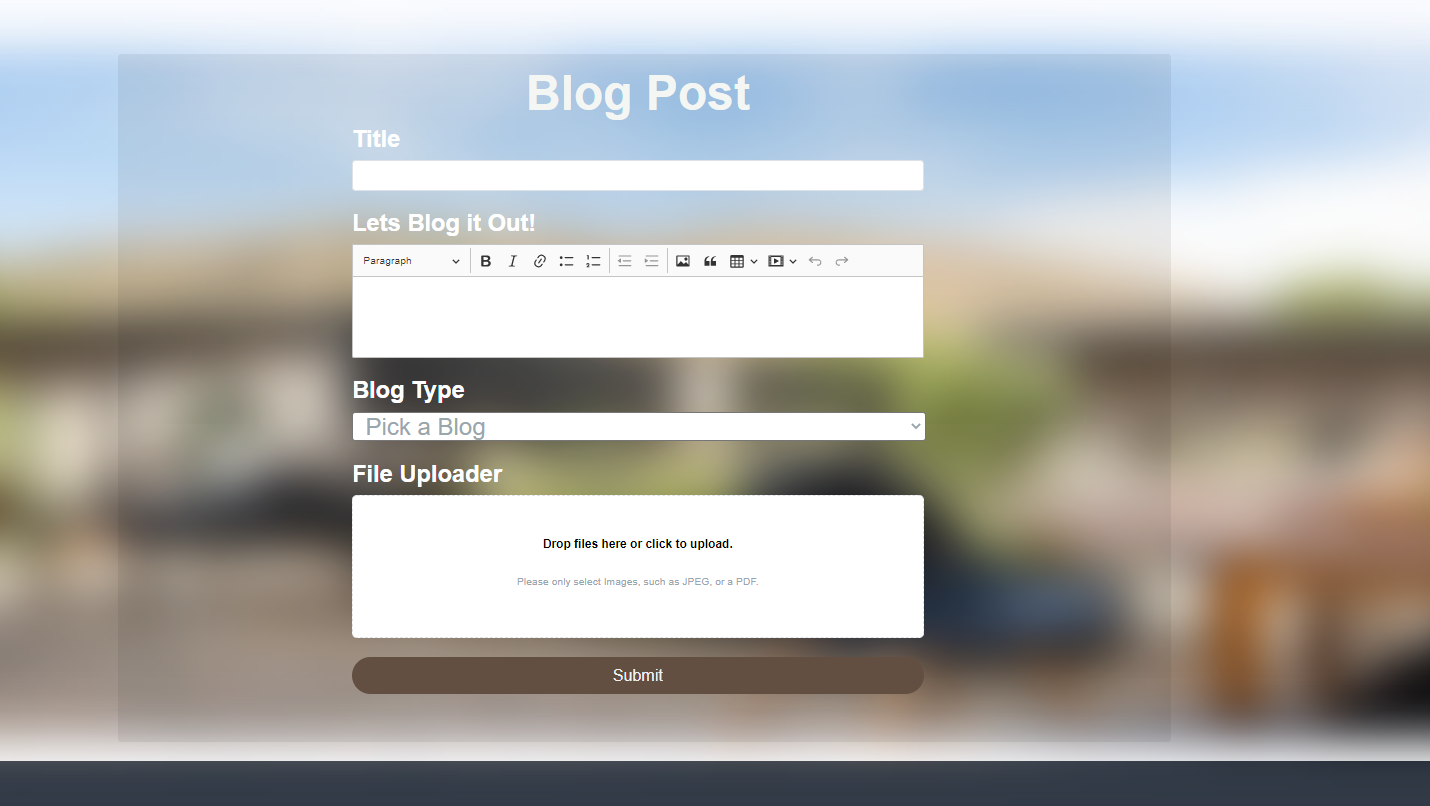 Blog Post
Title
Lets Blog it Out!
Paragraph
Blog Type
Pick a Blog
File Uploader
Drop files here or click to upload.
Please only select Images, such as JPEG, or a PDF.
Submit